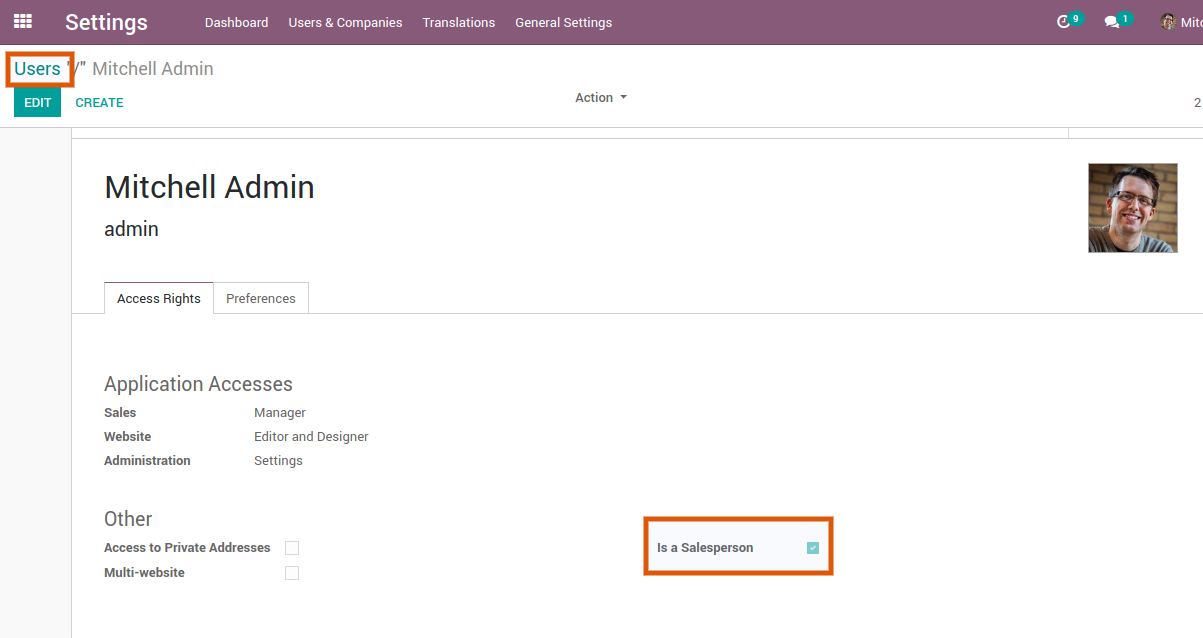 Settings Dashboard Users & Companies Translations General Settings 9 1 Mitc
Users "/" Mitchell Admin
EDIT CREATE Action 2
Mitchell Admin
admin
Access Rights Preferences
Application Accesses
Sales Manager
Website Editor and Designer
Administration Settings
Other
Access to Private Addresses Is a Salesperson
Multi-website